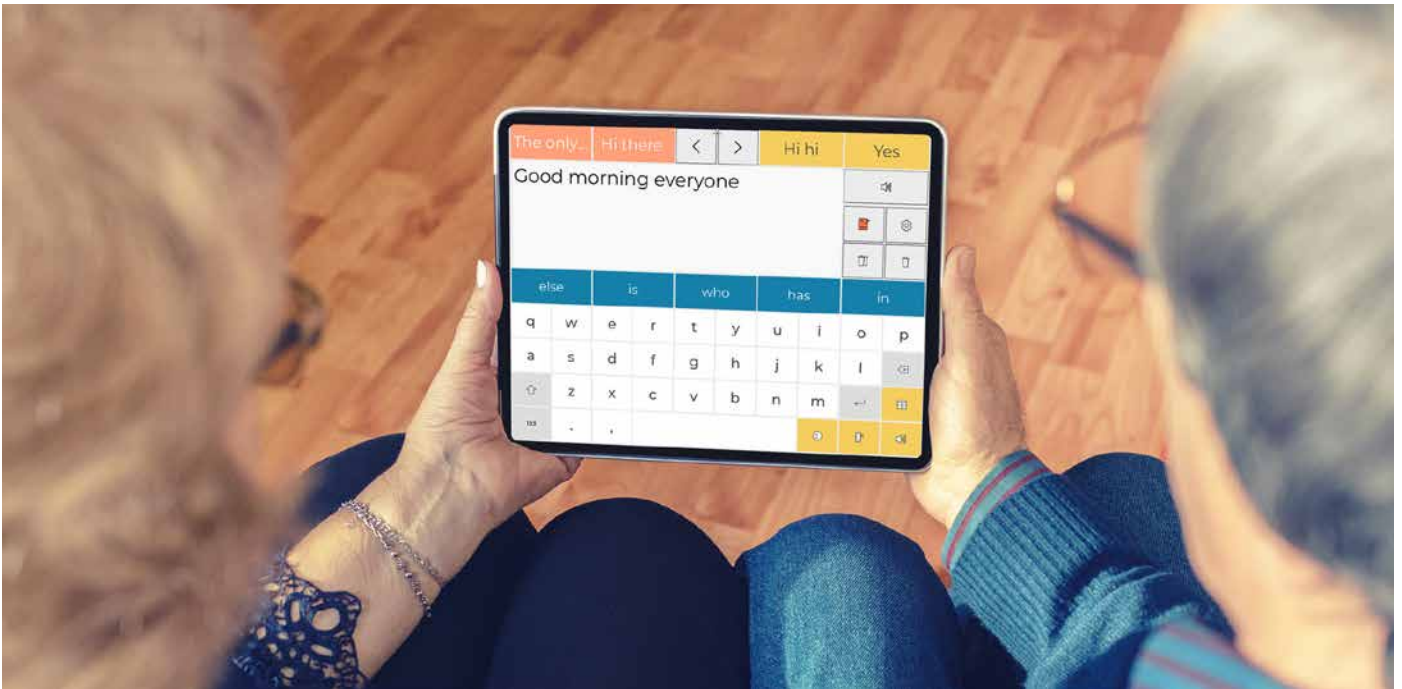 The only... Hi there < > Hi hi Yes
Good morning everyone
else is who has in
q w e r t y u i o p
a s d f g h j k l
z x c v b n m
123 . ,